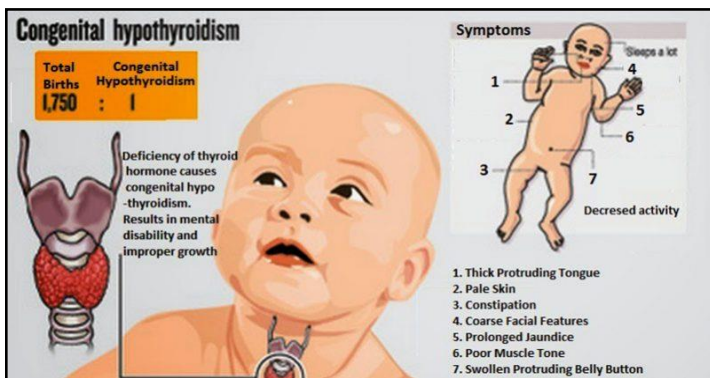 Congenital hypothyroidism
Total Births
Congenital Hypothyroidism
1,750 : 1
Deficiency of thyroid
hormone causes
congenital hypo
-thyroidism.
Results in mental
disability and
improper growth
Symptoms
Sleeps a lot
4
1
5
2
6
3
7
Decresed activity
1. Thick Protruding Tongue
2. Pale Skin
3. Constipation
4. Coarse Facial Features
5. Prolonged Jaundice
6. Poor Muscle Tone
7. Swollen Protruding Belly Button